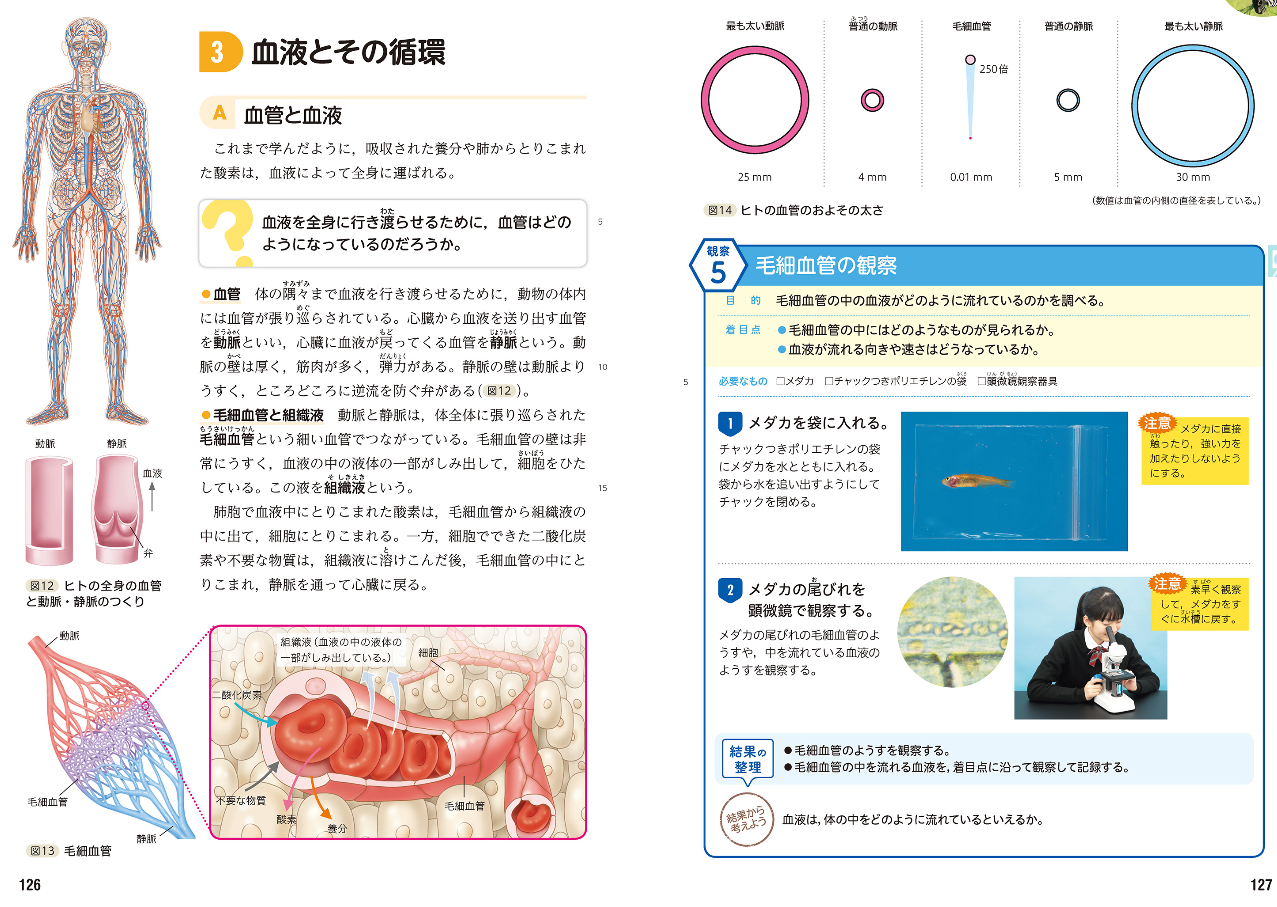 3 血液とその循環
A 血管と血液
これまで学んだように，吸収された養分や肺からとりこまれ
た酸素は，血液によって全身に運ばれる。
血液を全身に行き渡らせるために，血管はどの
ようになっているのだろうか。
5
●血管 体の隅々まで血液を行き渡らせるために，動物の体内
には血管が張り巡らされている。心臓から血液を送り出す血管
を動脈といい，心臓に血液が戻ってくる血管を静脈という。動
脈の壁は厚く，筋肉が多く，弾力がある。静脈の壁は動脈より
10
うすく，ところどころに逆流を防ぐ弁がある(図12)。
●毛細血管と組織液 動脈と静脈は，体全体に張り巡らされた
毛細血管という細い血管でつながっている。毛細血管の壁は非
常にうすく，血液の中の液体の一部がしみ出して，細胞をひた
している。この液を組織液という。
15
肺胞で血液中にとりこまれた酸素は，毛細血管から組織液の
中に出て，細胞にとりこまれる。一方，細胞でできた二酸化炭
素や不要な物質は，組織液に溶けこんだ後，毛細血管の中にと
りこまれ，静脈を通って心臓に戻る。
動脈
静脈
血液
弁
図12 ヒトの全身の血管
と動脈・静脈のつくり
動脈
毛細血管
静脈
図13 毛細血管
組織液（血液の中の液体の
一部がしみ出している。）
細胞
二酸化炭素
不要な物質
酸素
養分
毛細血管
126
最も太い動脈
普通の動脈
毛細血管
普通の静脈
最も太い静脈
250倍
25 mm
4 mm
0.01 mm
5 mm
30 mm
図14 ヒトの血管のおよその太さ
（数値は血管の内側の直径を表している。）
観察
5
毛細血管の観察
目的 毛細血管の中の血液がどのように流れているのかを調べる。
着目点 ●毛細血管の中にはどのようなものが見られるか。
●血液が流れる向きや速さはどうなっているか。
5
必要なもの □メダカ □チャックつきポリエチレンの袋 □顕微鏡観察器具
1 メダカを袋に入れる。
チャックつきポリエチレンの袋
にメダカを水とともに入れる。
袋から水を追い出すようにして
チャックを閉める。
注意 メダカに直接
触ったり，強い力を
加えたりしないよう
にする。
2 メダカの尾びれを
顕微鏡で観察する。
メダカの尾びれの毛細血管のよ
うすや，中を流れている血液の
ようすを観察する。
注意 素早く観察
して，メダカをす
ぐに水槽に戻す。
結果の
整理
●毛細血管のようすを観察する。
●毛細血管の中を流れる血液を，着目点に沿って観察して記録する。
結果から
考えよう
血液は，体の中をどのように流れているといえるか。
127